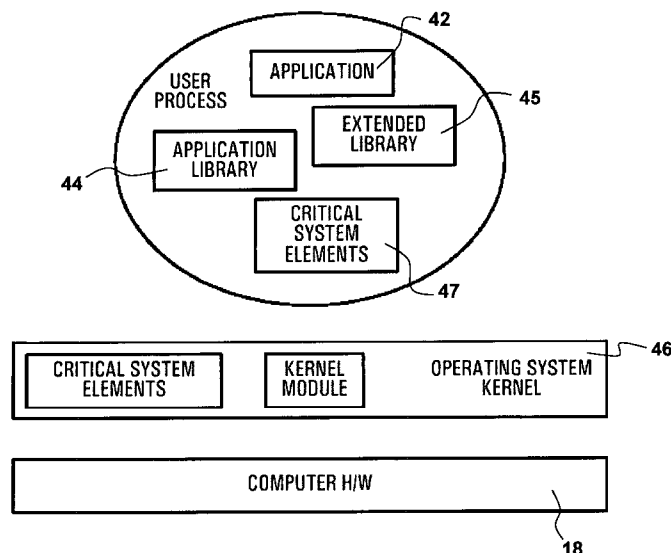 42
APPLICATION
USER
PROCESS
45
EXTENDED
LIBRARY
APPLICATION
LIBRARY
44
CRITICAL
SYSTEM
ELEMENTS
47
46
CRITICAL SYSTEM
ELEMENTS
KERNEL
MODULE
OPERATING SYSTEM
KERNEL
COMPUTER H/W
18